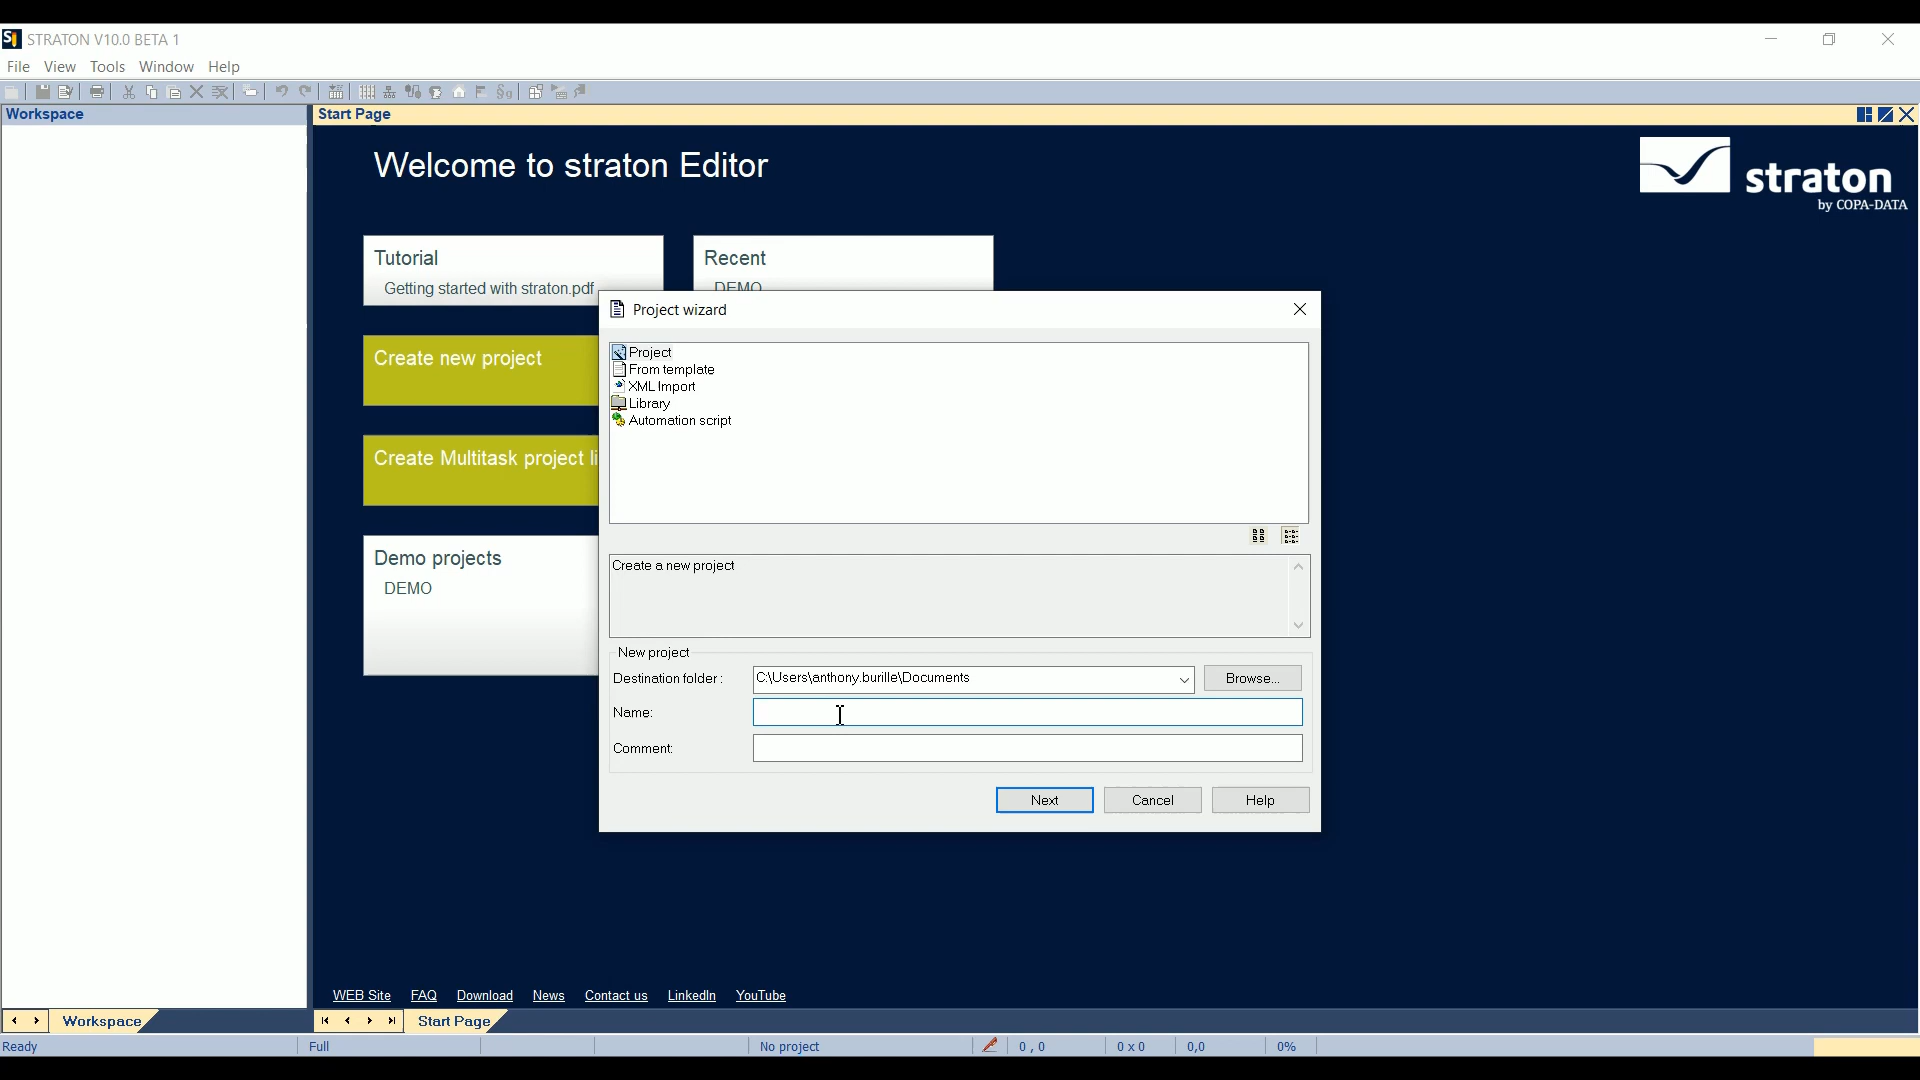 STRATON V10.0 BETA 1
File View Tools Window Help
Workspace
Start Page
Welcome to straton Editor
straton
by COPA-DATA
Tutorial
Getting started with straton.pdf
Recent
DEMO
Create new project
Create Multitask project li
Demo projects
DEMO
Project wizard
Project
From template
XML Import
Library
Automation script
Create a new project
New project
Destination folder : C:\Users\anthony.burille\Documents Browse...
Name:
Comment:
Next Cancel Help
WEB Site FAQ Download News Contact us LinkedIn YouTube
Workspace Start Page
Ready Full No project 0 , 0 0 x 0 0,0 0%